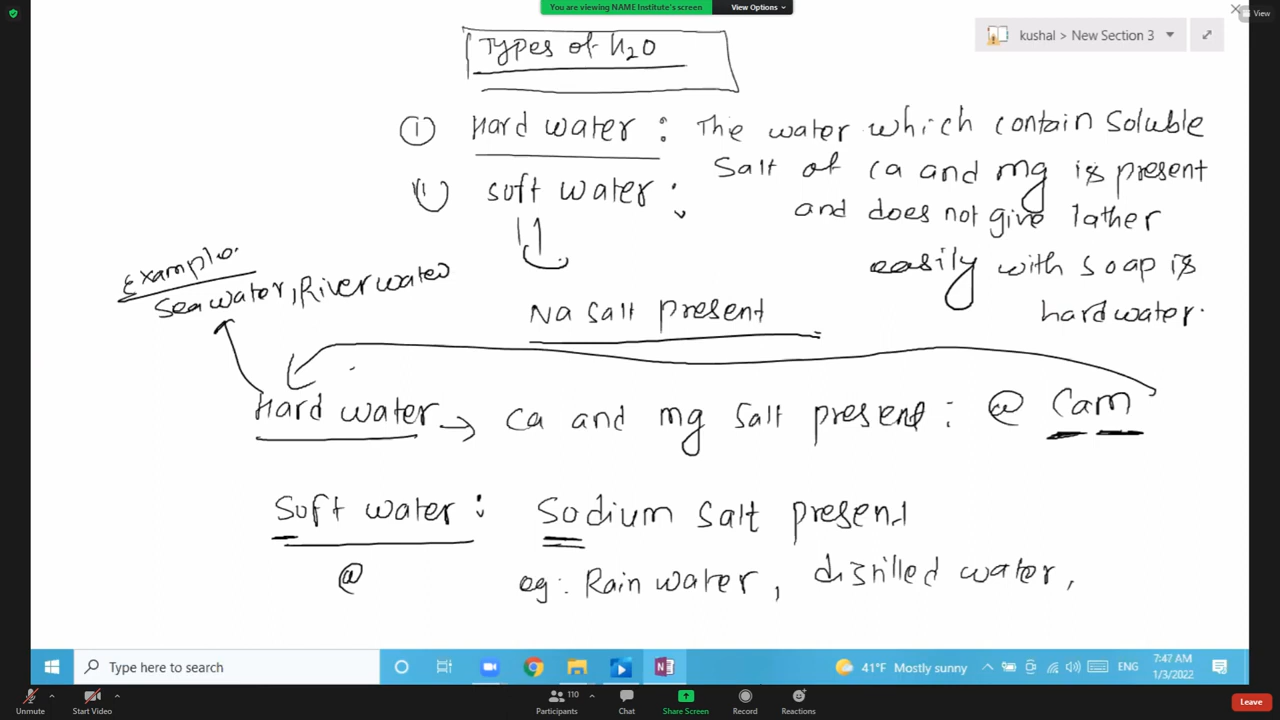 You are viewing NAME Institute's screen
View Options
View
kushal > New Section 3
Types of H2O
① Hard water : The water which contain soluble
salt of ca and mg is present
and does not give lather
easily with soap is
hardwater.
soft water :
Na salt present
Example:
Sea water, River water
Hard water → ca and mg salt present : @ Cam
Soft water : Sodium salt present
@
eg: Rain water, distilled water,
Type here to search
41°F Mostly sunny
ENG
7:47 AM
1/3/2022
Unmute
Start Video
110
Participants
Chat
Share Screen
Record
Reactions
Leave